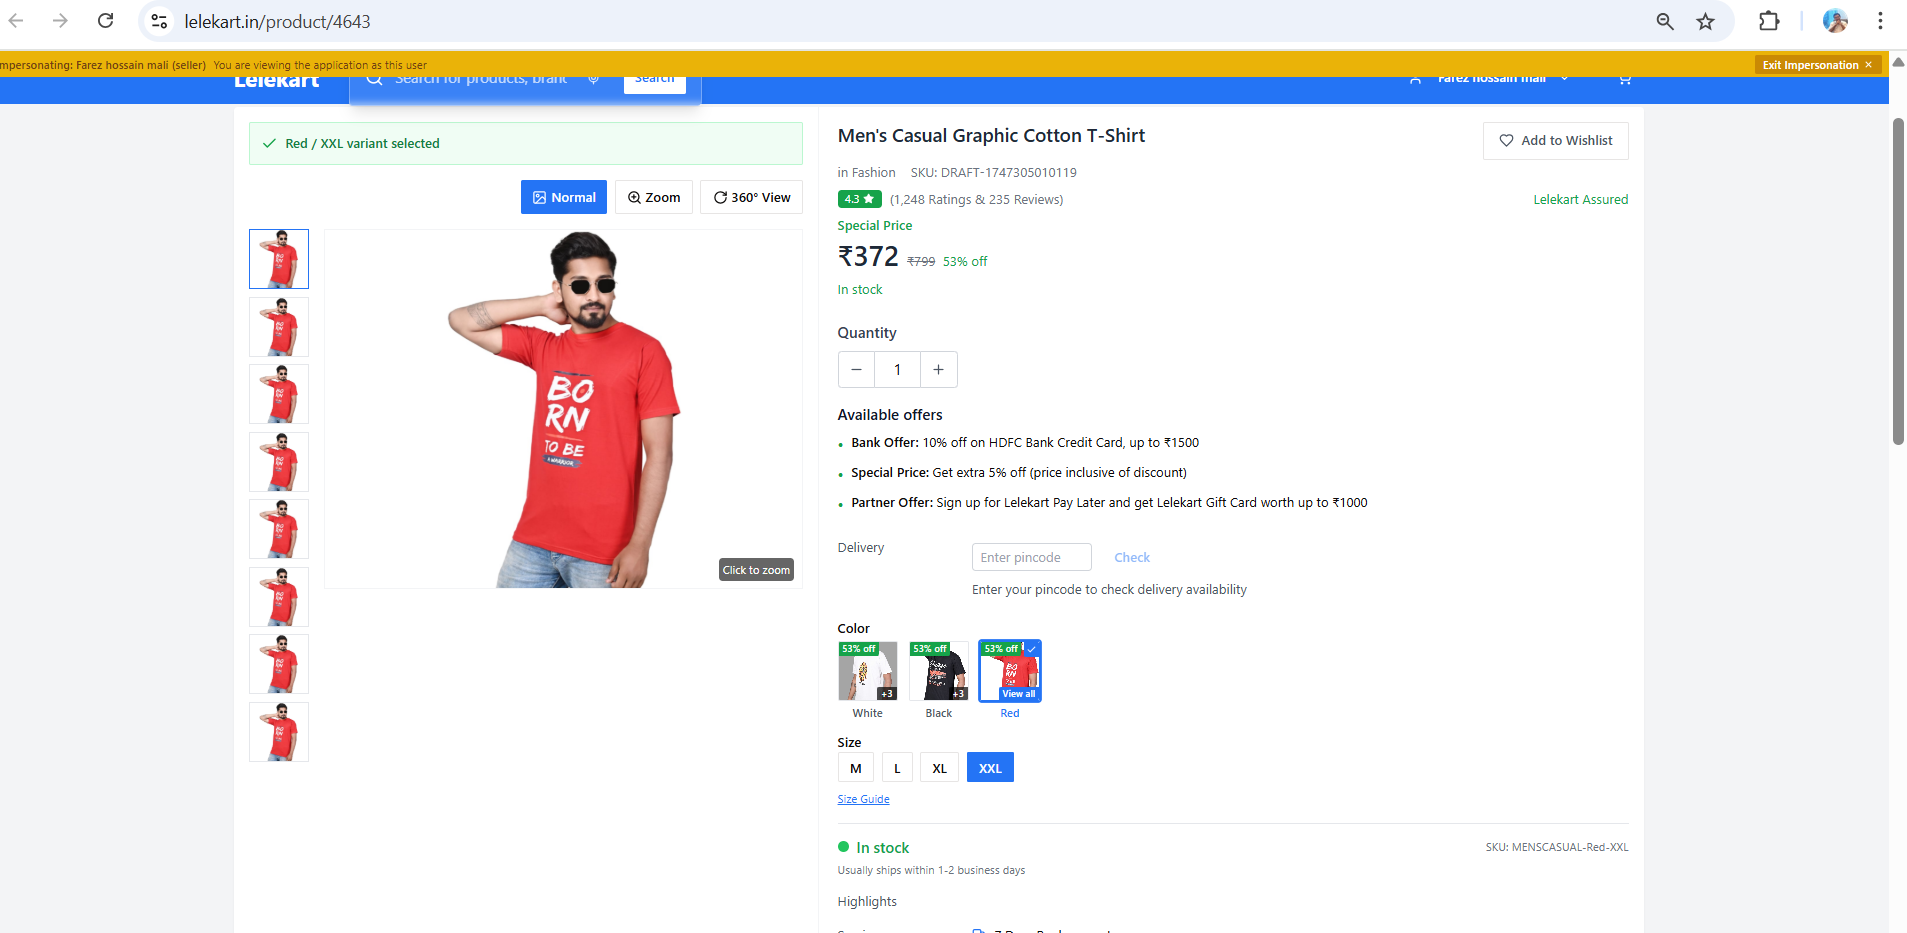 lelekart.in/product/4643
mpersonating: Farez hossain mali (seller) You are viewing the application as this user
Exit Impersonation ×
Lelekart
Search for products, brand
Search
Farez hossain mali
Red / XXL variant selected
Normal
Zoom
360° View
BO
RN
TO BE
A WARRIOR
Click to zoom
Men's Casual Graphic Cotton T-Shirt
Add to Wishlist
in Fashion SKU: DRAFT-1747305010119
4.3 ★ (1,248 Ratings & 235 Reviews)
Lelekart Assured
Special Price
₹372 ₹799 53% off
In stock
Quantity
− 1 +
Available offers
• Bank Offer: 10% off on HDFC Bank Credit Card, up to ₹1500
• Special Price: Get extra 5% off (price inclusive of discount)
• Partner Offer: Sign up for Lelekart Pay Later and get Lelekart Gift Card worth up to ₹1000
Delivery
Enter pincode
Check
Enter your pincode to check delivery availability
Color
53% off
53% off
53% off
BO
RN
+3
+3
View all
White
Black
Red
Size
M
L
XL
XXL
Size Guide
In stock
SKU: MENSCASUAL-Red-XXL
Usually ships within 1-2 business days
Highlights